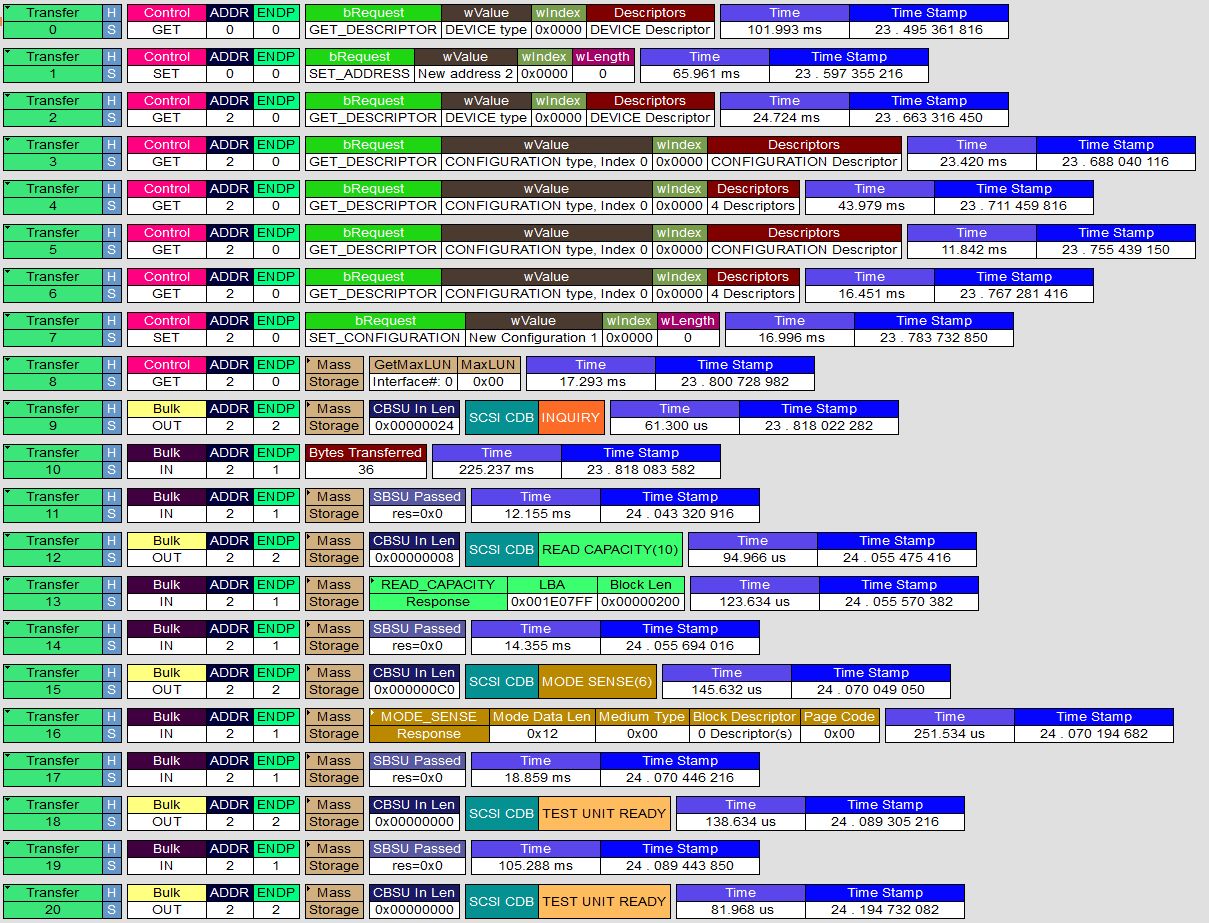 Transfer H Control ADDR ENDP bRequest wValue wIndex Descriptors Time Time Stamp
0 S GET 0 0 GET_DESCRIPTOR DEVICE type 0x0000 DEVICE Descriptor 101.993 ms 23 . 495 361 816
Transfer H Control ADDR ENDP bRequest wValue wIndex wLength Time Time Stamp
1 S SET 0 0 SET_ADDRESS New address 2 0x0000 0 65.961 ms 23 . 597 355 216
Transfer H Control ADDR ENDP bRequest wValue wIndex Descriptors Time Time Stamp
2 S GET 2 0 GET_DESCRIPTOR DEVICE type 0x0000 DEVICE Descriptor 24.724 ms 23 . 663 316 450
Transfer H Control ADDR ENDP bRequest wValue wIndex Descriptors Time Time Stamp
3 S GET 2 0 GET_DESCRIPTOR CONFIGURATION type, Index 0 0x0000 CONFIGURATION Descriptor 23.420 ms 23 . 688 040 116
Transfer H Control ADDR ENDP bRequest wValue wIndex Descriptors Time Time Stamp
4 S GET 2 0 GET_DESCRIPTOR CONFIGURATION type, Index 0 0x0000 4 Descriptors 43.979 ms 23 . 711 459 816
Transfer H Control ADDR ENDP bRequest wValue wIndex Descriptors Time Time Stamp
5 S GET 2 0 GET_DESCRIPTOR CONFIGURATION type, Index 0 0x0000 CONFIGURATION Descriptor 11.842 ms 23 . 755 439 150
Transfer H Control ADDR ENDP bRequest wValue wIndex Descriptors Time Time Stamp
6 S GET 2 0 GET_DESCRIPTOR CONFIGURATION type, Index 0 0x0000 4 Descriptors 16.451 ms 23 . 767 281 416
Transfer H Control ADDR ENDP bRequest wValue wIndex wLength Time Time Stamp
7 S SET 2 0 SET_CONFIGURATION New Configuration 1 0x0000 0 16.996 ms 23 . 783 732 850
Transfer H Control ADDR ENDP Mass GetMaxLUN MaxLUN Time Time Stamp
8 S GET 2 0 Storage Interface#: 0 0x00 17.293 ms 23 . 800 728 982
Transfer H Bulk ADDR ENDP Mass CBSU In Len SCSI CDB INQUIRY Time Time Stamp
9 S OUT 2 2 Storage 0x00000024 61.300 us 23 . 818 022 282
Transfer H Bulk ADDR ENDP Bytes Transferred Time Time Stamp
10 S IN 2 1 36 225.237 ms 23 . 818 083 582
Transfer H Bulk ADDR ENDP Mass SBSU Passed Time Time Stamp
11 S IN 2 1 Storage res=0x0 12.155 ms 24 . 043 320 916
Transfer H Bulk ADDR ENDP Mass CBSU In Len SCSI CDB READ CAPACITY(10) Time Time Stamp
12 S OUT 2 2 Storage 0x00000008 94.966 us 24 . 055 475 416
Transfer H Bulk ADDR ENDP Mass READ_CAPACITY LBA Block Len Time Time Stamp
13 S IN 2 1 Storage Response 0x001E07FF 0x00000200 123.634 us 24 . 055 570 382
Transfer H Bulk ADDR ENDP Mass SBSU Passed Time Time Stamp
14 S IN 2 1 Storage res=0x0 14.355 ms 24 . 055 694 016
Transfer H Bulk ADDR ENDP Mass CBSU In Len SCSI CDB MODE SENSE(6) Time Time Stamp
15 S OUT 2 2 Storage 0x000000C0 145.632 us 24 . 070 049 050
Transfer H Bulk ADDR ENDP Mass MODE_SENSE Mode Data Len Medium Type Block Descriptor Page Code Time Time Stamp
16 S IN 2 1 Storage Response 0x12 0x00 0 Descriptor(s) 0x00 251.534 us 24 . 070 194 682
Transfer H Bulk ADDR ENDP Mass SBSU Passed Time Time Stamp
17 S IN 2 1 Storage res=0x0 18.859 ms 24 . 070 446 216
Transfer H Bulk ADDR ENDP Mass CBSU In Len SCSI CDB TEST UNIT READY Time Time Stamp
18 S OUT 2 2 Storage 0x00000000 138.634 us 24 . 089 305 216
Transfer H Bulk ADDR ENDP Mass SBSU Passed Time Time Stamp
19 S IN 2 1 Storage res=0x0 105.288 ms 24 . 089 443 850
Transfer H Bulk ADDR ENDP Mass CBSU In Len SCSI CDB TEST UNIT READY Time Time Stamp
20 S OUT 2 2 Storage 0x00000000 81.968 us 24 . 194 732 082